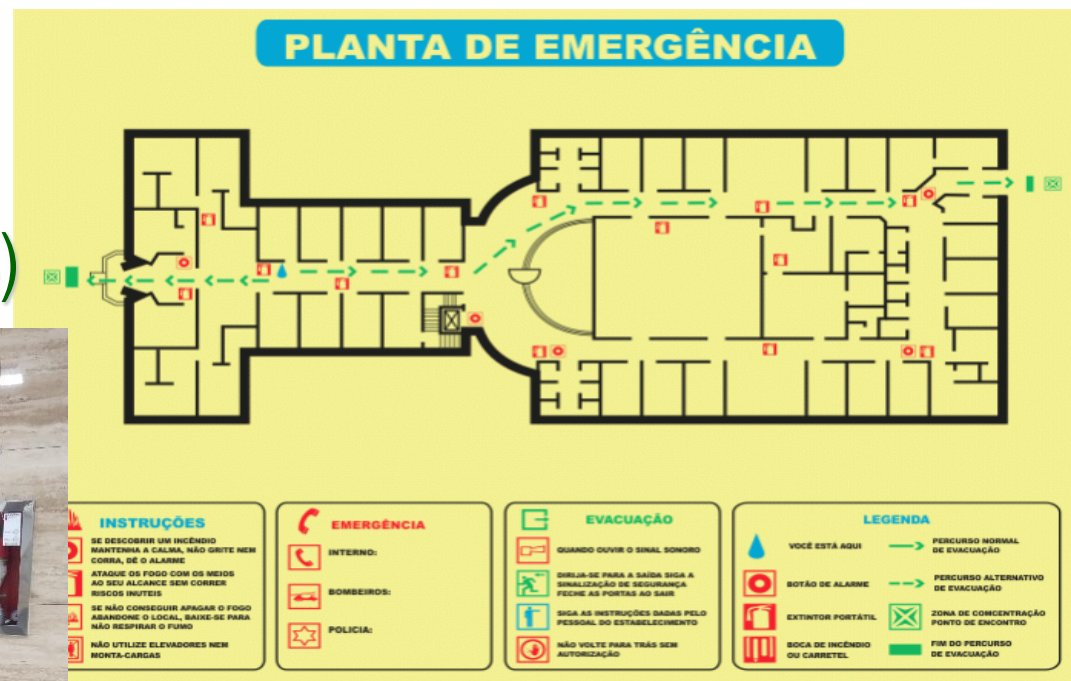 PLANTA DE EMERGÊNCIA
)
INSTRUÇÕES
SE DESCOBRIR UM INCÊNDIO
MANTENHA A CALMA, NÃO GRITE NEM
CORRA, DÊ O ALARME
ATAQUE OS FOGO COM OS MEIOS
AO SEU ALCANCE SEM CORRER
RISCOS INUTEIS
SE NÃO CONSEGUIR APAGAR O FOGO
ABANDONE O LOCAL, BAIXE-SE PARA
NÃO RESPIRAR O FUMO
NÃO UTILIZE ELEVADORES NEM
MONTA-CARGAS
EMERGÊNCIA
INTERNO:
BOMBEIROS:
POLICIA:
EVACUAÇÃO
QUANDO OUVIR O SINAL SONORO
DIRIJA-SE PARA A SAÍDA SIGA A
SINALIZAÇÃO DE SEGURANÇA
FECHE AS PORTAS AO SAIR
SIGA AS INSTRUÇÕES DADAS PELO
PESSOAL DO ESTABELECIMENTO
NÃO VOLTE PARA TRÁS SEM
AUTORIZAÇÃO
LEGENDA
VOCÊ ESTÁ AQUI
BOTÃO DE ALARME
EXTINTOR PORTÁTIL
BOCA DE INCÊNDIO
OU CARRETEL
PERCURSO NORMAL
DE EVACUAÇÃO
PERCURSO ALTERNATIVO
DE EVACUAÇÃO
ZONA DE COMCENTRAÇÃO
PONTO DE ENCONTRO
FIM DO PERCURSO
DE EVACUAÇÃO